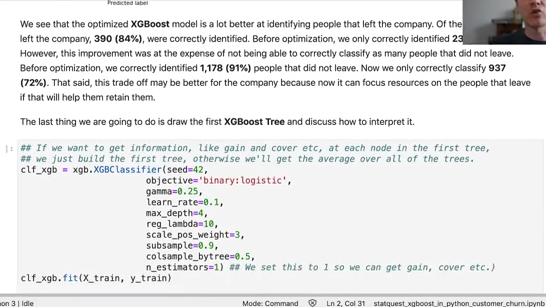 Predicted label
We see that the optimized XGBoost model is a lot better at identifying people that left the company. Of the
left the company, 390 (84%), were correctly identified. Before optimization, we only correctly identified 23
However, this improvement was at the expense of not being able to correctly classify as many people that did not leave.
Before optimization, we correctly identified 1,178 (91%) people that did not leave. Now we only correctly classify 937
(72%). That said, this trade off may be better for the company because now it can focus resources on the people that leave
if that will help them retain them.
The last thing we are going to do is draw the first XGBoost Tree and discuss how to interpret it.
]: ## If we want to get information, like gain and cover etc, at each node in the first tree,
## we just build the first tree, otherwise we'll get the average over all of the trees.
clf_xgb = xgb.XGBClassifier(seed=42,
objective='binary:logistic',
gamma=0.25,
learn_rate=0.1,
max_depth=4,
reg_lambda=10,
scale_pos_weight=3,
subsample=0.9,
colsample_bytree=0.5,
n_estimators=1) ## We set this to 1 so we can get gain, cover etc.)
clf_xgb.fit(X_train, y_train)
on 3 | Idle
Mode: Command
Ln 2, Col 31
statquest_xgboost_in_python_customer_churn.ipynb